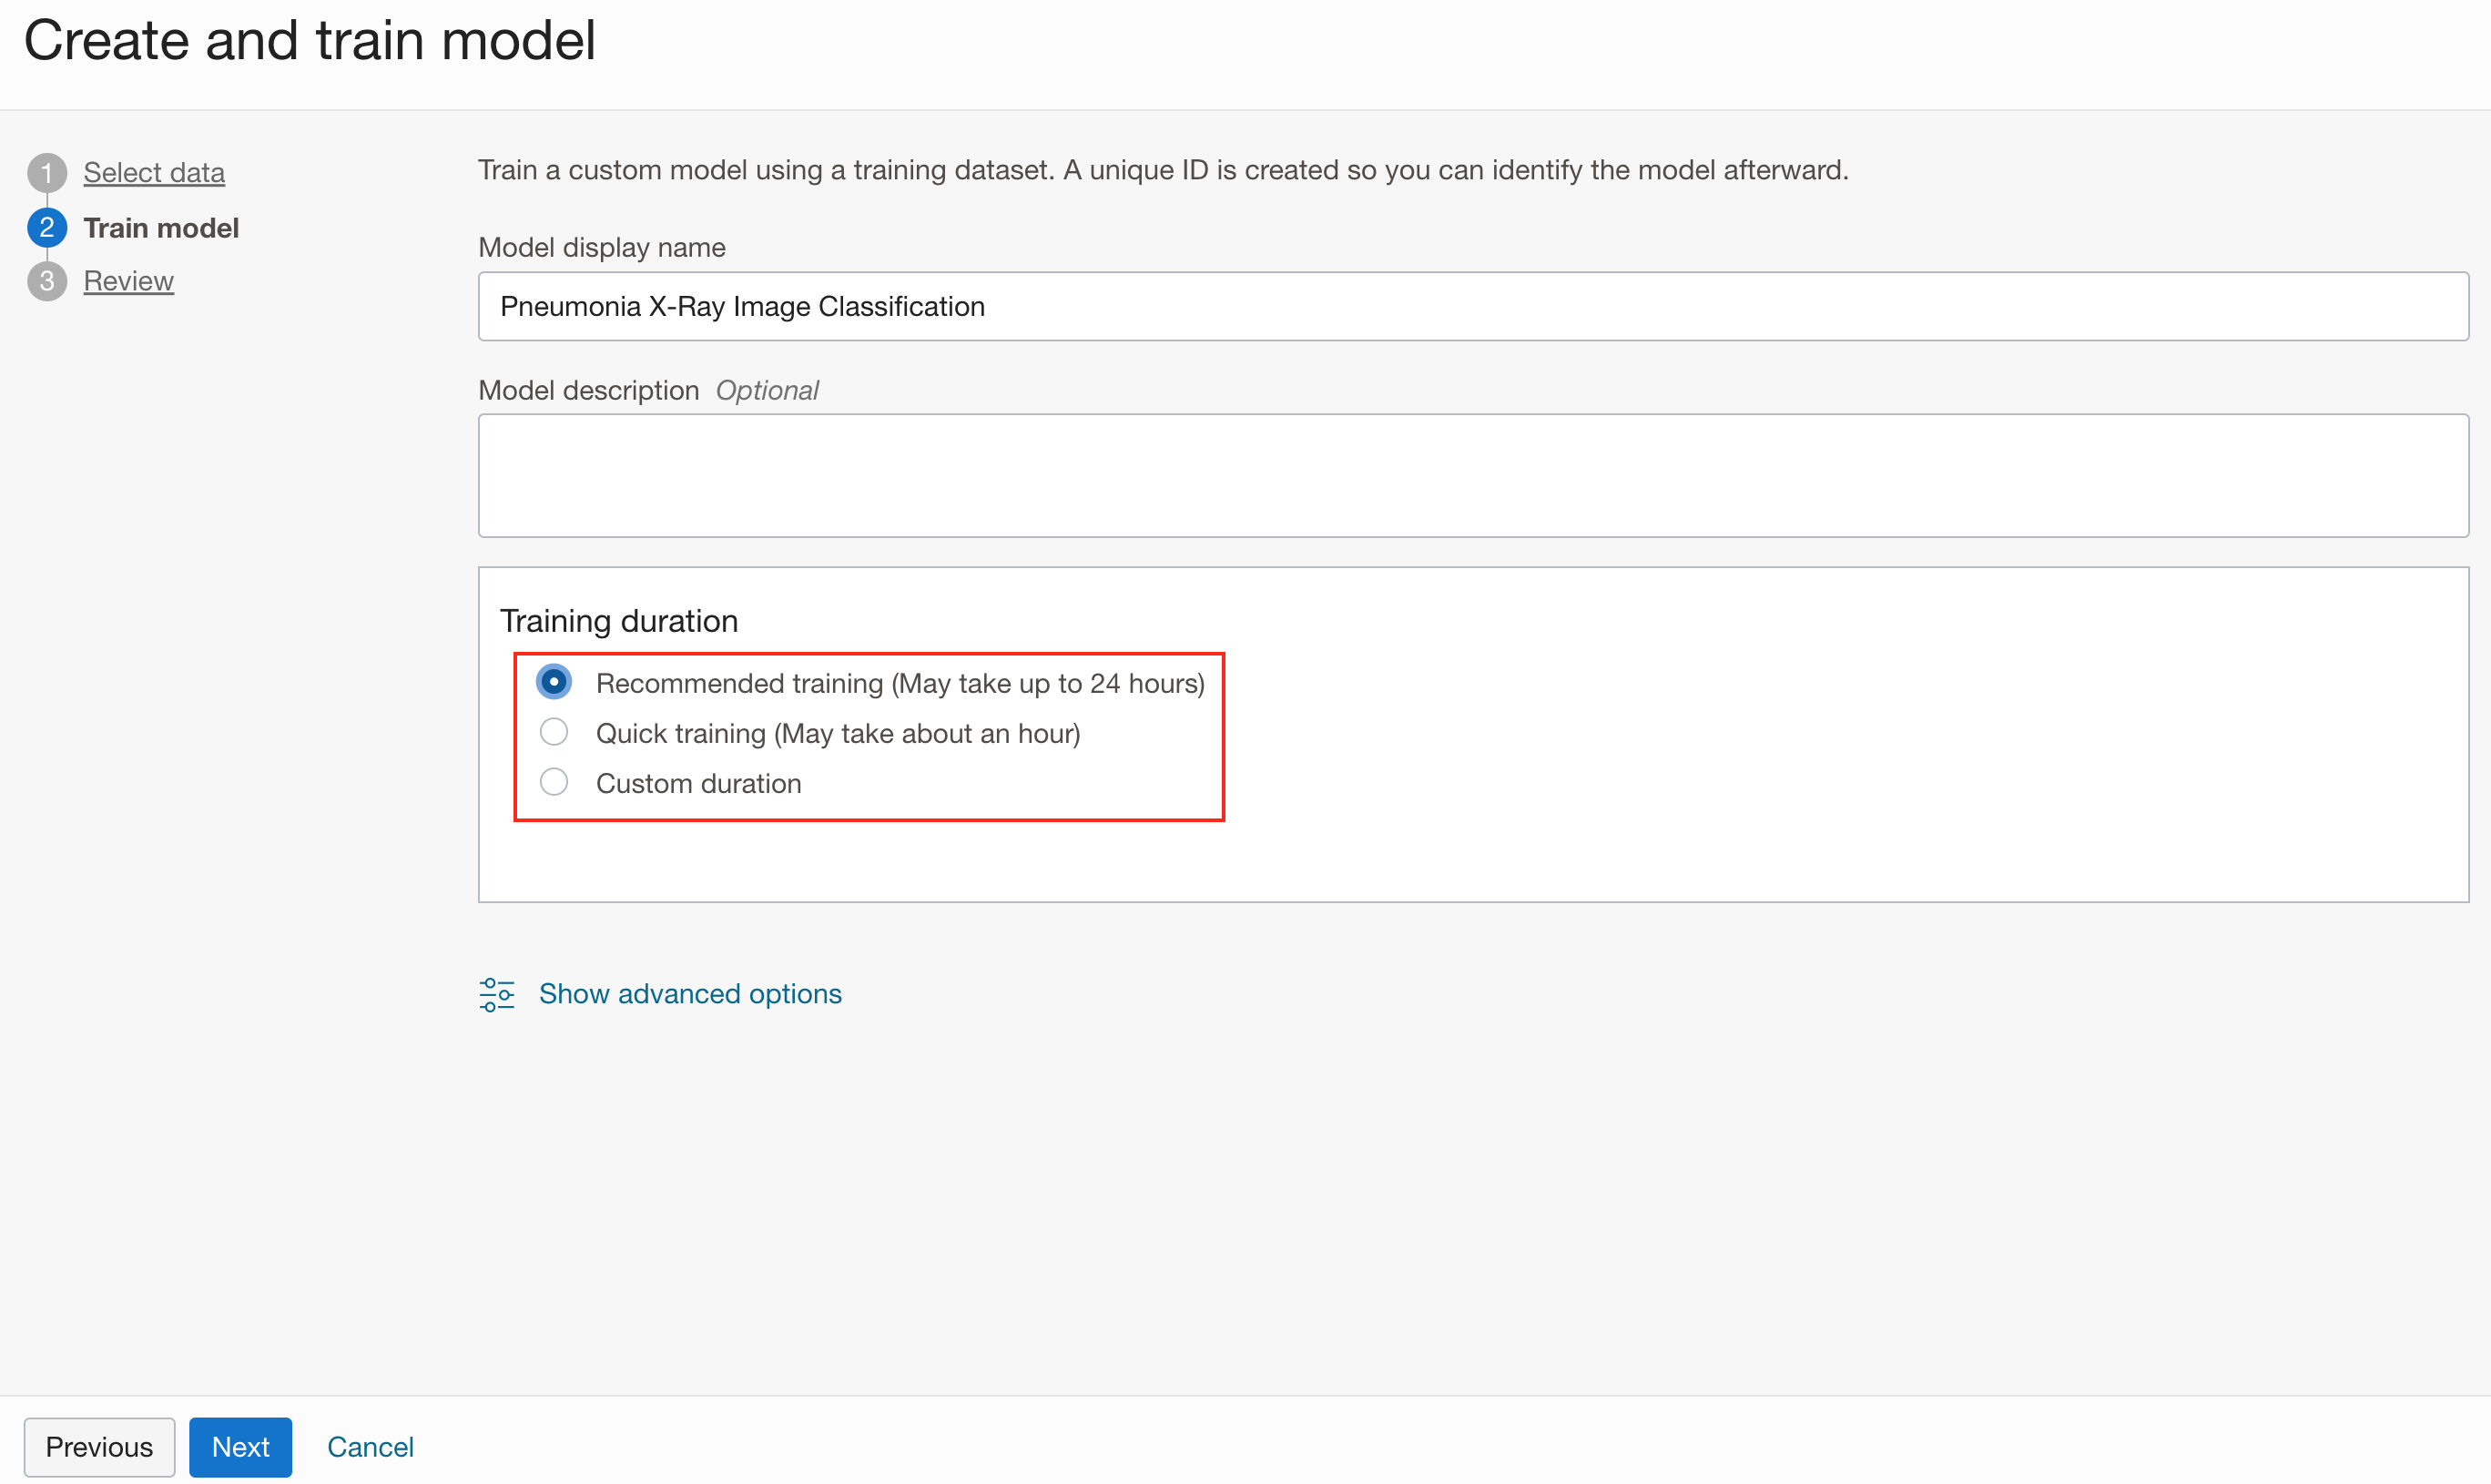 Create and train model
1 Select data
2 Train model
3 Review
Train a custom model using a training dataset. A unique ID is created so you can identify the model afterward.
Model display name
Pneumonia X-Ray Image Classification
Model description Optional
Training duration
Recommended training (May take up to 24 hours)
Quick training (May take about an hour)
Custom duration
Show advanced options
Previous Next Cancel